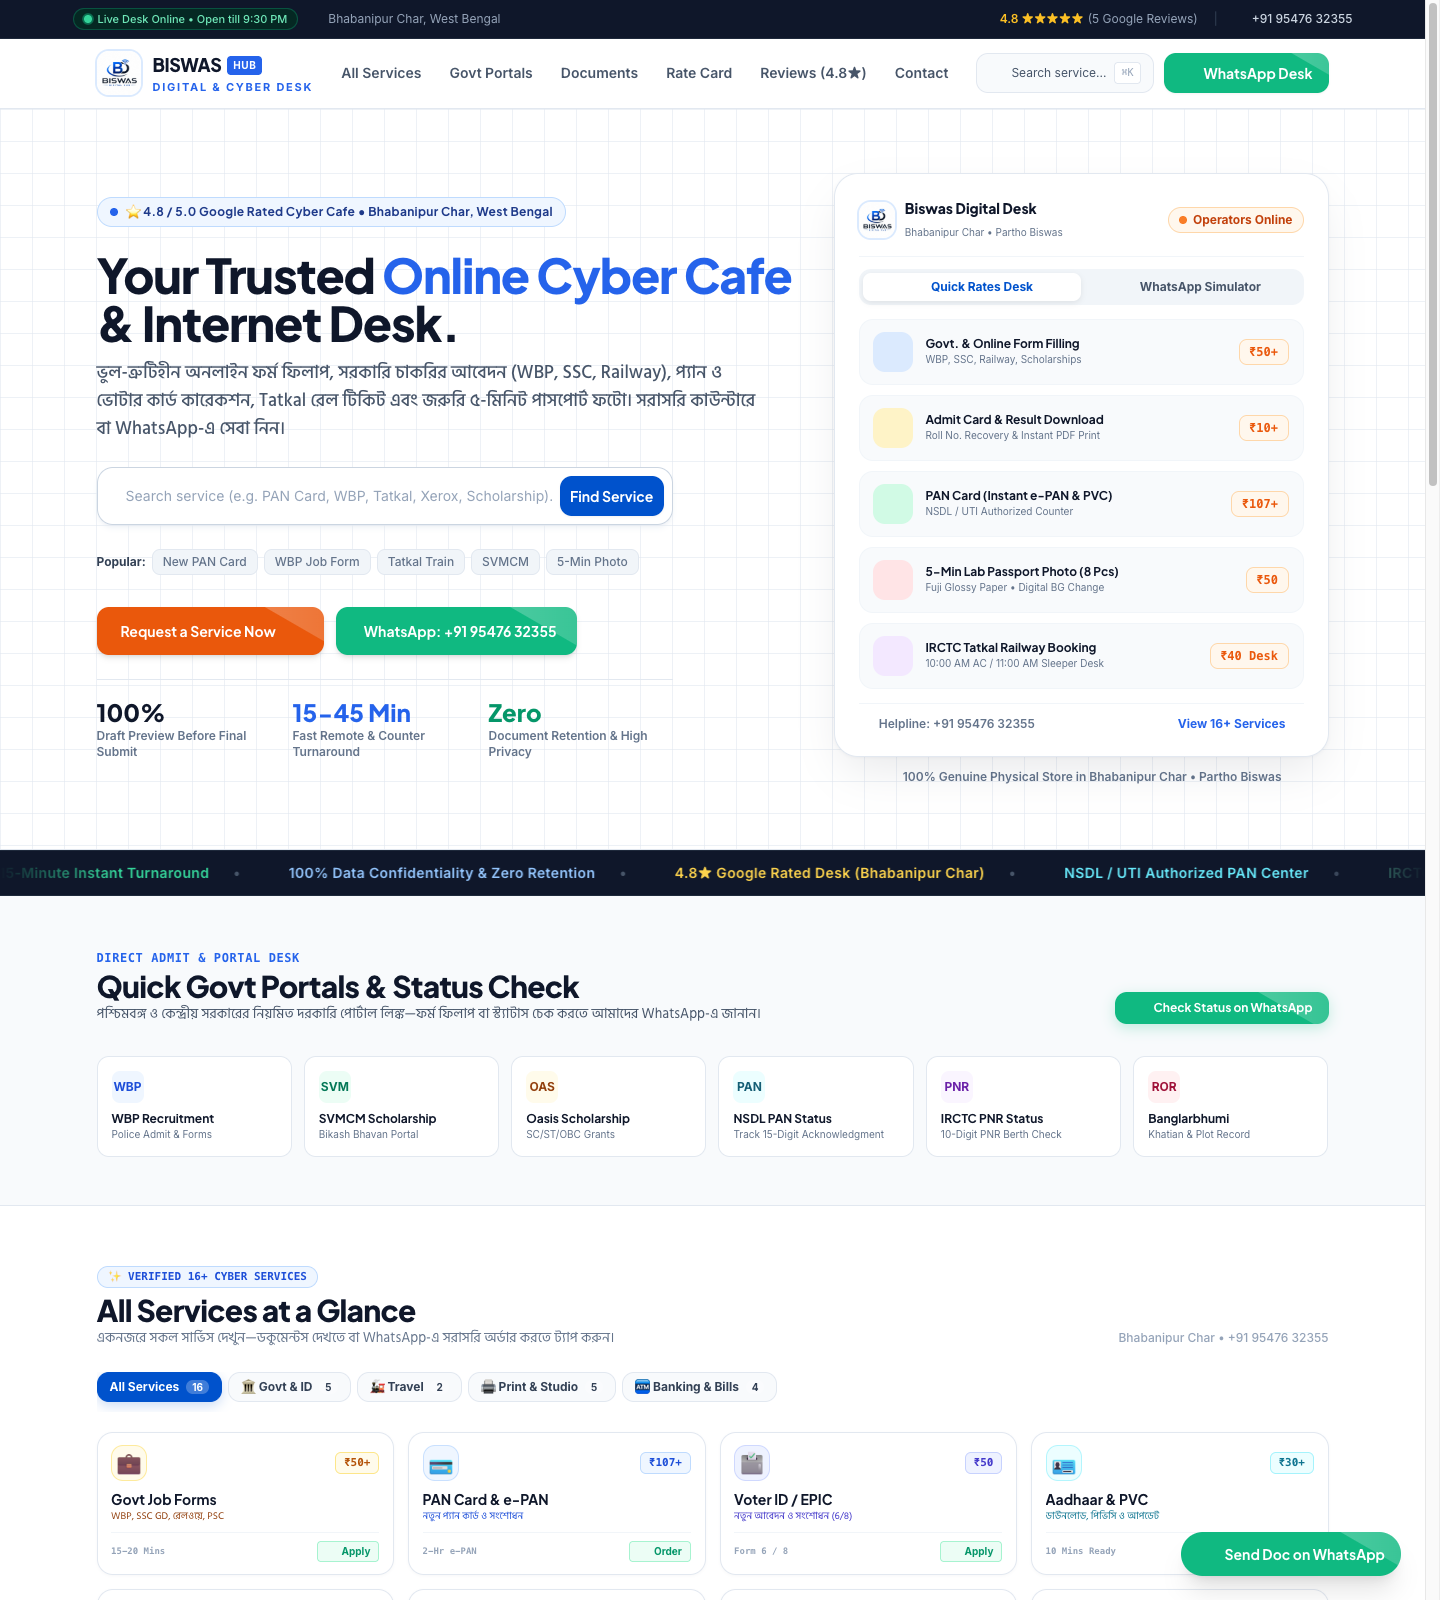 Live Desk Online • Open till 9:30 PM
Bhabanipur Char, West Bengal
4.8 ★★★★★ (5 Google Reviews)
+91 95476 32355
BISWAS HUB
DIGITAL & CYBER DESK
All Services
Govt Portals
Documents
Rate Card
Reviews (4.8★)
Contact
Search service...
⌘K
WhatsApp Desk
⭐ 4.8 / 5.0 Google Rated Cyber Cafe ● Bhabanipur Char, West Bengal
Your Trusted Online Cyber Cafe
& Internet Desk.
ভুল-ত্রুটিহীন অনলাইন ফর্ম ফিলাপ, সরকারি চাকরির আবেদন (WBP, SSC, Railway), প্যান ও
ভোটার কার্ড কারেকশন, Tatkal রেল টিকিট এবং জরুরি ৫-মিনিট পাসপোর্ট ফটো। সরাসরি কাউন্টারে
বা WhatsApp-এ সেবা নিন।
Search service (e.g. PAN Card, WBP, Tatkal, Xerox, Scholarship).
Find Service
Popular:
New PAN Card
WBP Job Form
Tatkal Train
SVMCM
5-Min Photo
Request a Service Now
WhatsApp: +91 95476 32355
100%
Draft Preview Before Final
Submit
15–45 Min
Fast Remote & Counter
Turnaround
Zero
Document Retention & High
Privacy
BISWAS
Biswas Digital Desk
Bhabanipur Char • Partho Biswas
Operators Online
Quick Rates Desk
WhatsApp Simulator
Govt. & Online Form Filling
WBP, SSC, Railway, Scholarships
₹50+
Admit Card & Result Download
Roll No. Recovery & Instant PDF Print
₹10+
PAN Card (Instant e-PAN & PVC)
NSDL / UTI Authorized Counter
₹107+
5-Min Lab Passport Photo (8 Pcs)
Fuji Glossy Paper • Digital BG Change
₹50
IRCTC Tatkal Railway Booking
10:00 AM AC / 11:00 AM Sleeper Desk
₹40 Desk
Helpline: +91 95476 32355
View 16+ Services
100% Genuine Physical Store in Bhabanipur Char • Partho Biswas
5-Minute Instant Turnaround • 100% Data Confidentiality & Zero Retention • 4.8★ Google Rated Desk (Bhabanipur Char) • NSDL / UTI Authorized PAN Center • IRCT
DIRECT ADMIT & PORTAL DESK
Quick Govt Portals & Status Check
পশ্চিমবঙ্গ ও কেন্দ্রীয় সরকারের নিয়মিত দরকারি পোর্টাল লিঙ্ক—ফর্ম ফিলাপ বা স্ট্যাটাস চেক করতে আমাদের WhatsApp-এ জানান।
Check Status on WhatsApp
WBP
WBP Recruitment
Police Admit & Forms
SVM
SVMCM Scholarship
Bikash Bhavan Portal
OAS
Oasis Scholarship
SC/ST/OBC Grants
PAN
NSDL PAN Status
Track 15-Digit Acknowledgment
PNR
IRCTC PNR Status
10-Digit PNR Berth Check
ROR
Banglarbhumi
Khatian & Plot Record
✨ VERIFIED 16+ CYBER SERVICES
All Services at a Glance
একনজরে সকল সার্ভিস দেখুন—ডকুমেন্টস দেখতে বা WhatsApp-এ সরাসরি অর্ডার করতে ট্যাপ করুন।
Bhabanipur Char • +91 95476 32355
All Services 16
Govt & ID 5
Travel 2
Print & Studio 5
Banking & Bills 4
₹50+
Govt Job Forms
WBP, SSC GD, রেলওয়ে, PSC
15–20 Mins
Apply
₹107+
PAN Card & e-PAN
নতুন প্যান কার্ড ও সংশোধন
2-Hr e-PAN
Order
₹50
Voter ID / EPIC
নতুন আবেদন ও সংশোধন (6/8)
Form 6 / 8
Apply
₹30+
Aadhaar & PVC
ডাউনলোড, পিভিসি ও আপডেট
10 Mins Ready
Send Doc on WhatsApp